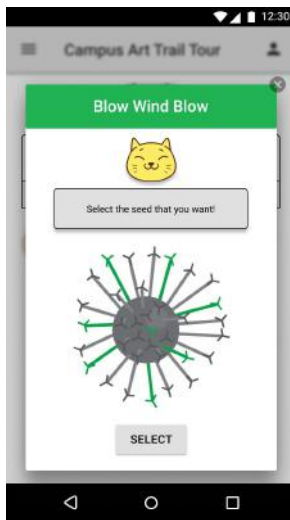 12:30
Campus Art Trail Tour
Blow Wind Blow
Select the seed that you want!
SELECT